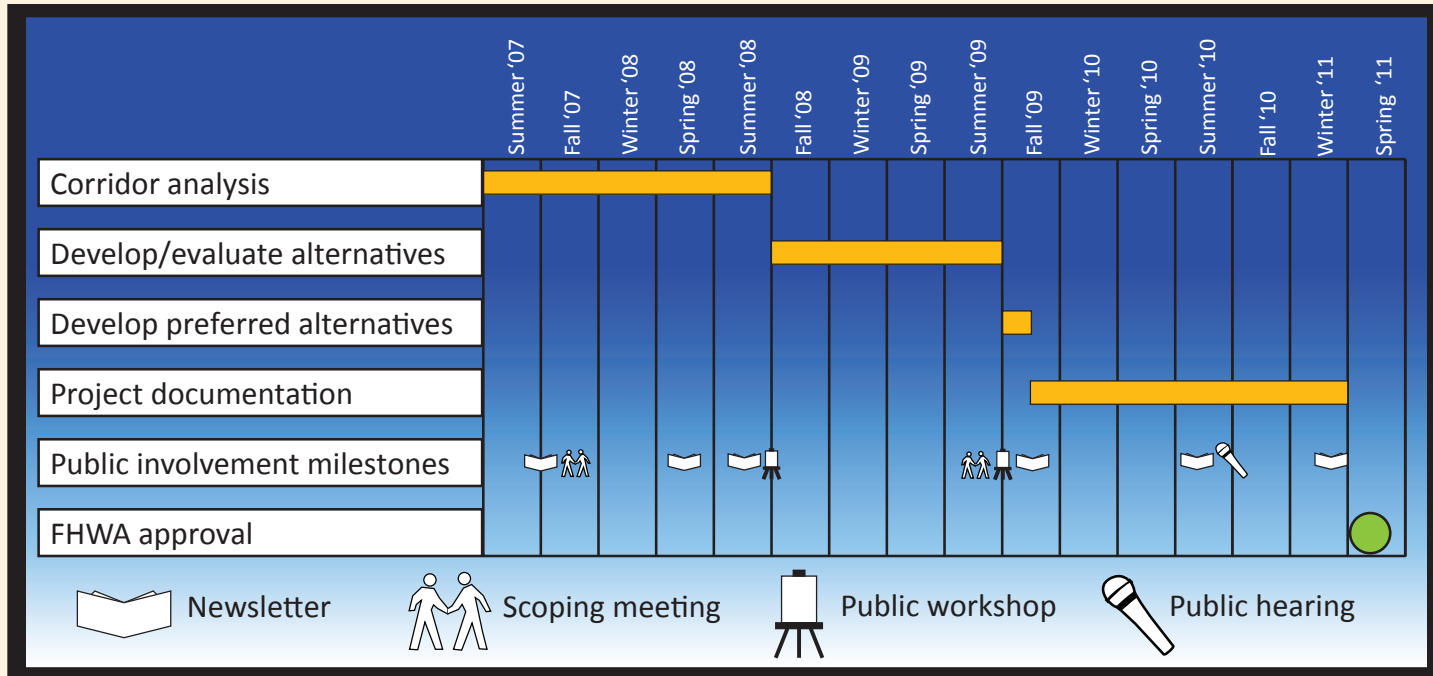 Summer ‘07
Fall ‘07
Winter ‘08
Spring ‘08
Summer ‘08
Fall ‘08
Winter ‘09
Spring ‘09
Summer ‘09
Fall ‘09
Winter ‘10
Spring ‘10
Summer ‘10
Fall ‘10
Winter ‘11
Spring ‘11
Corridor analysis
Develop/evaluate alternatives
Develop preferred alternatives
Project documentation
Public involvement milestones
FHWA approval
Newsletter
Scoping meeting
Public workshop
Public hearing